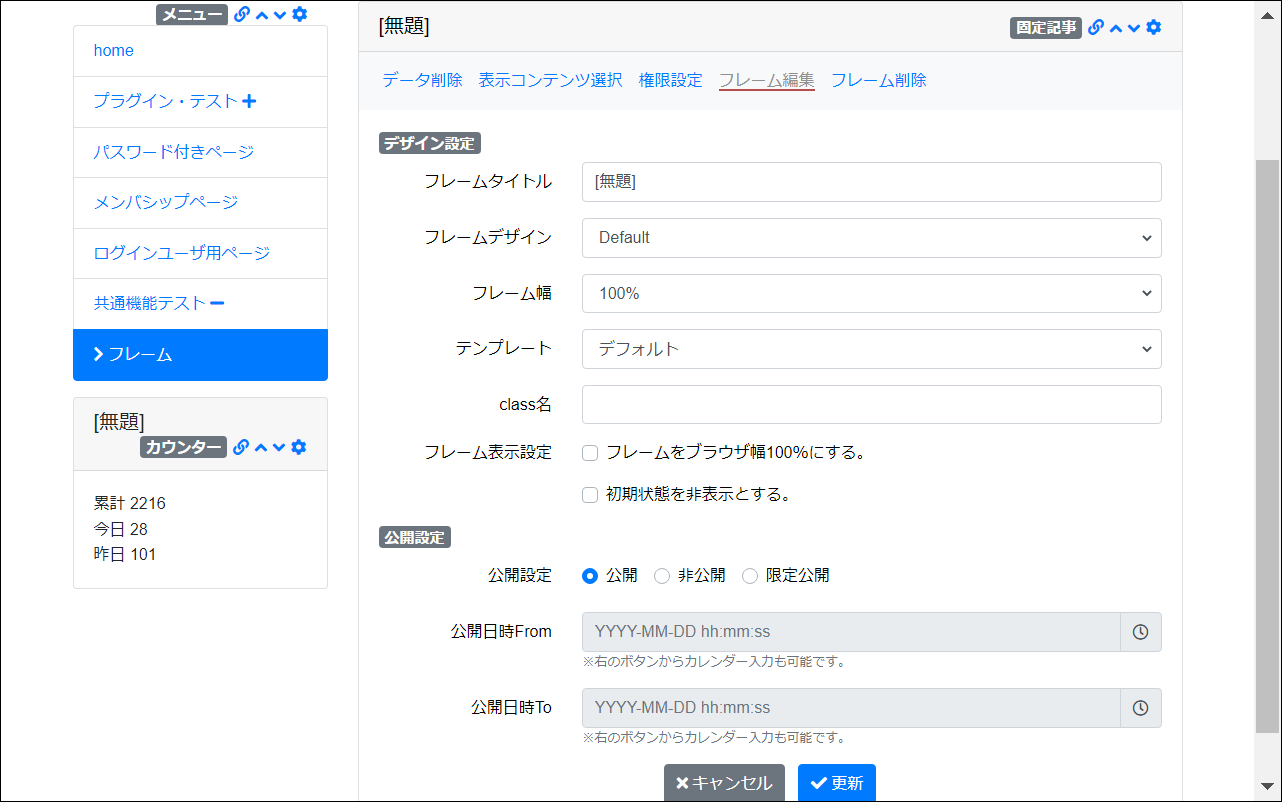 メニュー
home
プラグイン・テスト
パスワード付きページ
メンバシップページ
ログインユーザ用ページ
共通機能テスト
フレーム
[無題]
カウンター
累計 2216
今日 28
昨日 101
[無題]
固定記事
データ削除 表示コンテンツ選択 権限設定 フレーム編集 フレーム削除
デザイン設定
フレームタイトル [無題]
フレームデザイン Default
フレーム幅 100%
テンプレート デフォルト
class名
フレーム表示設定 フレームをブラウザ幅100%にする。
初期状態を非表示とする。
公開設定
公開設定 公開 非公開 限定公開
公開日時From YYYY-MM-DD hh:mm:ss
※右のボタンからカレンダー入力も可能です。
公開日時To YYYY-MM-DD hh:mm:ss
※右のボタンからカレンダー入力も可能です。
キャンセル 更新